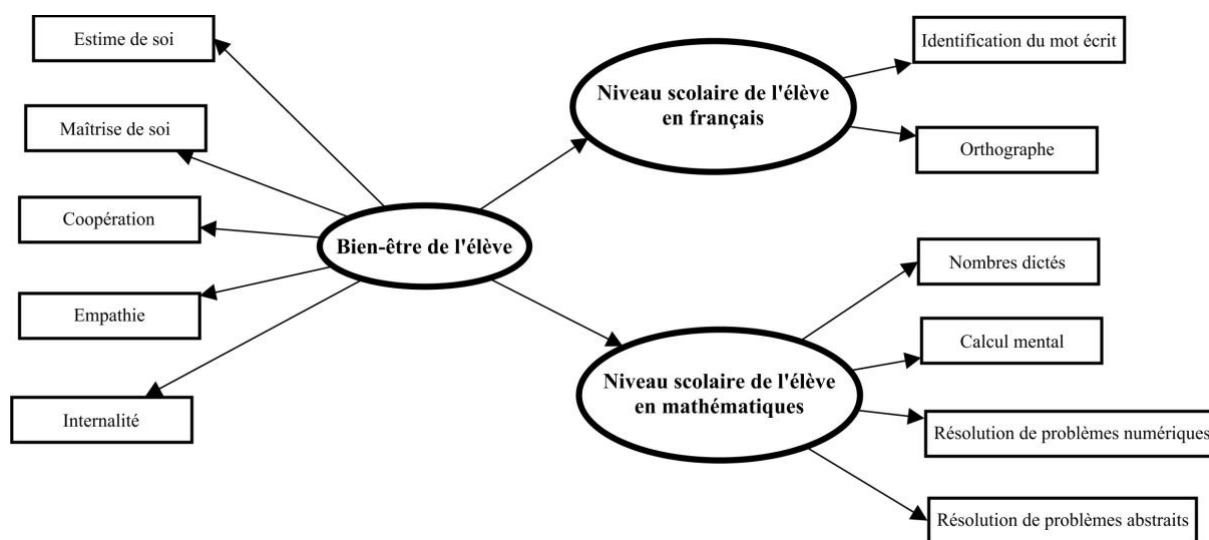 Estime de soi
Maîtrise de soi
Coopération
Empathie
Internalité
Bien-être de l'élève
Niveau scolaire de l'élève
en français
Identification du mot écrit
Orthographe
Niveau scolaire de l'élève
en mathématiques
Nombres dictés
Calcul mental
Résolution de problèmes numériques
Résolution de problèmes abstraits